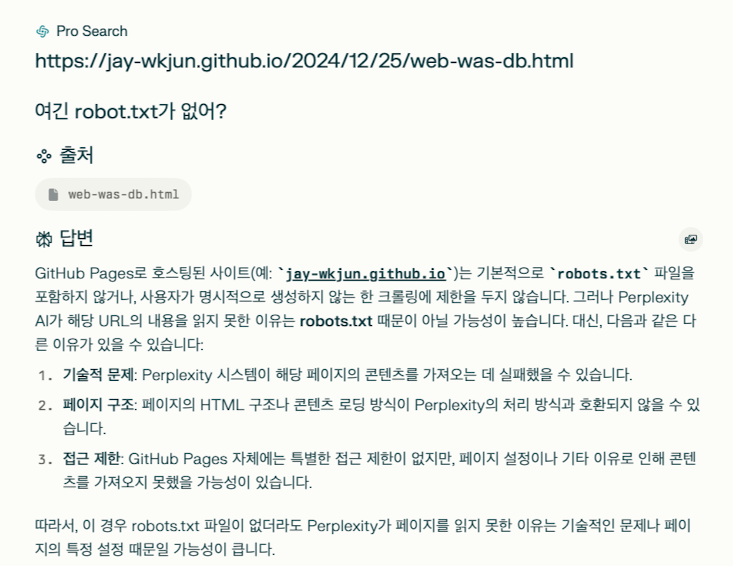 Pro Search
https://jay-wkjun.github.io/2024/12/25/web-was-db.html
여긴 robot.txt가 없어?
출처
web-was-db.html
답변
GitHub Pages로 호스팅된 사이트(예: `jay-wkjun.github.io`)는 기본적으로 `robots.txt` 파일을
포함하지 않거나, 사용자가 명시적으로 생성하지 않는 한 크롤링에 제한을 두지 않습니다. 그러나 Perplexity
AI가 해당 URL의 내용을 읽지 못한 이유는 robots.txt 때문이 아닐 가능성이 높습니다. 대신, 다음과 같은 다
른 이유가 있을 수 있습니다:
1. 기술적 문제: Perplexity 시스템이 해당 페이지의 콘텐츠를 가져오는 데 실패했을 수 있습니다.
2. 페이지 구조: 페이지의 HTML 구조나 콘텐츠 로딩 방식이 Perplexity의 처리 방식과 호환되지 않을 수 있
습니다.
3. 접근 제한: GitHub Pages 자체에는 특별한 접근 제한이 없지만, 페이지 설정이나 기타 이유로 인해 콘텐
츠를 가져오지 못했을 가능성이 있습니다.
따라서, 이 경우 robots.txt 파일이 없더라도 Perplexity가 페이지를 읽지 못한 이유는 기술적인 문제나 페이
지의 특정 설정 때문일 가능성이 큽니다.